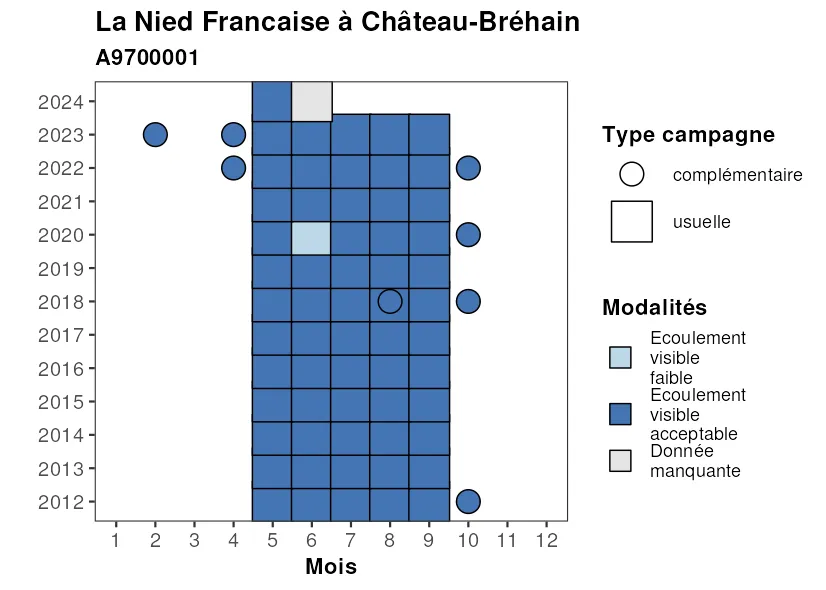 La Nied Francaise à Château-Bréhain
A9700001
2024
2023
2022
2021
2020
2019
2018
2017
2016
2015
2014
2013
2012
1 2 3 4 5 6 7 8 9 10 11 12
Mois
Type campagne
complémentaire
usuelle
Modalités
Ecoulement
visible
faible
Ecoulement
visible
acceptable
Donnée
manquante